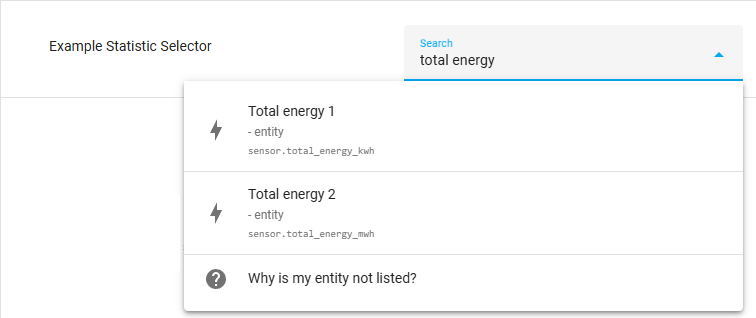 Example Statistic Selector
Search
total energy
Total energy 1
- entity
sensor.total_energy_kwh
Total energy 2
- entity
sensor.total_energy_mwh
Why is my entity not listed?